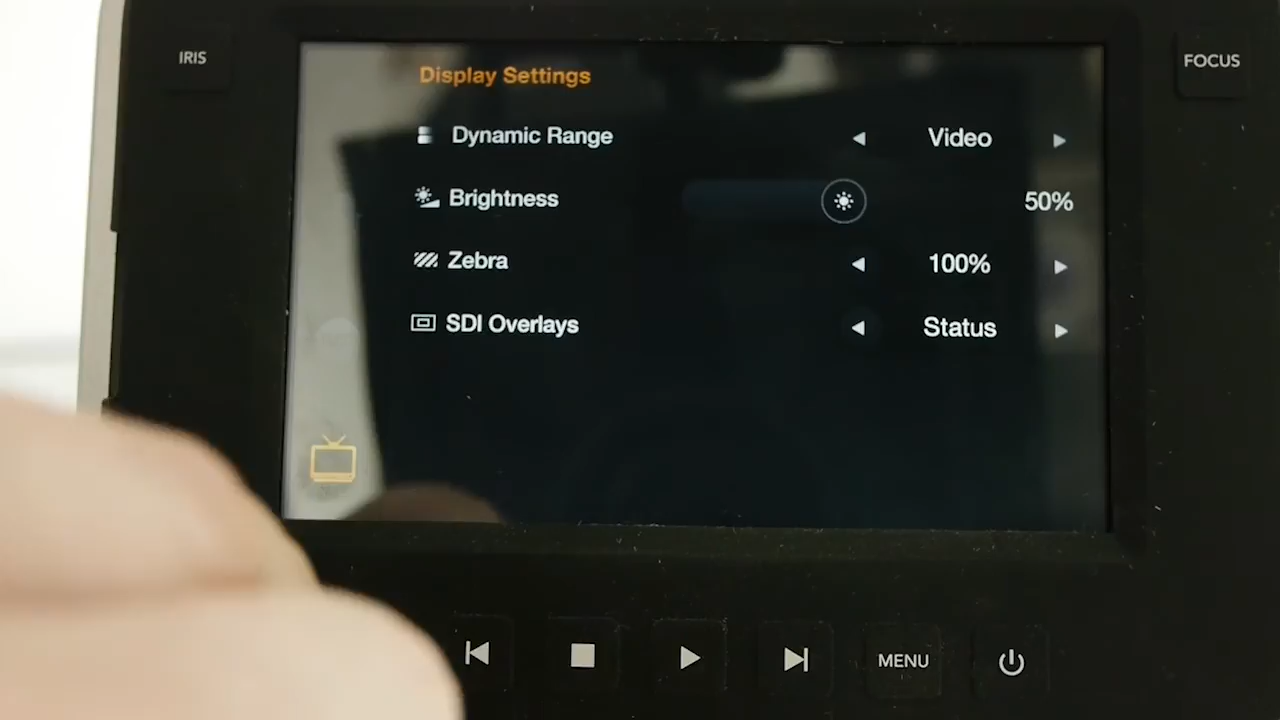 IRIS
FOCUS
Display Settings
Dynamic Range Video
Brightness 50%
Zebra 100%
SDI Overlays Status
MENU